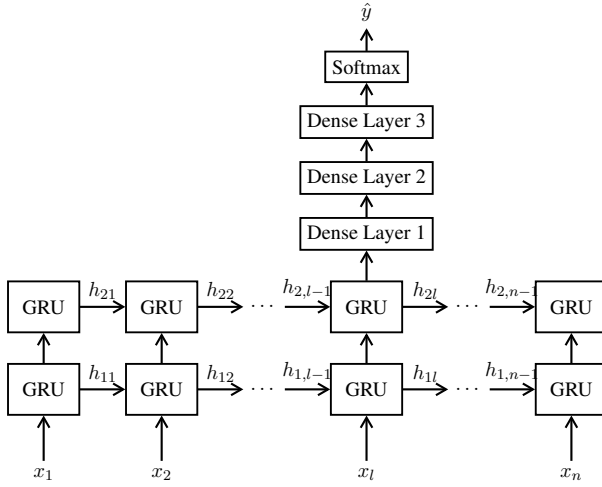 ŷ
Softmax
Dense Layer 3
Dense Layer 2
Dense Layer 1
GRU h₂₁ GRU h₂₂ ··· h₂,ₗ₋₁ GRU h₂ₗ ··· h₂,ₙ₋₁ GRU
GRU h₁₁ GRU h₁₂ ··· h₁,ₗ₋₁ GRU h₁ₗ ··· h₁,ₙ₋₁ GRU
x₁ x₂ xₗ xₙ